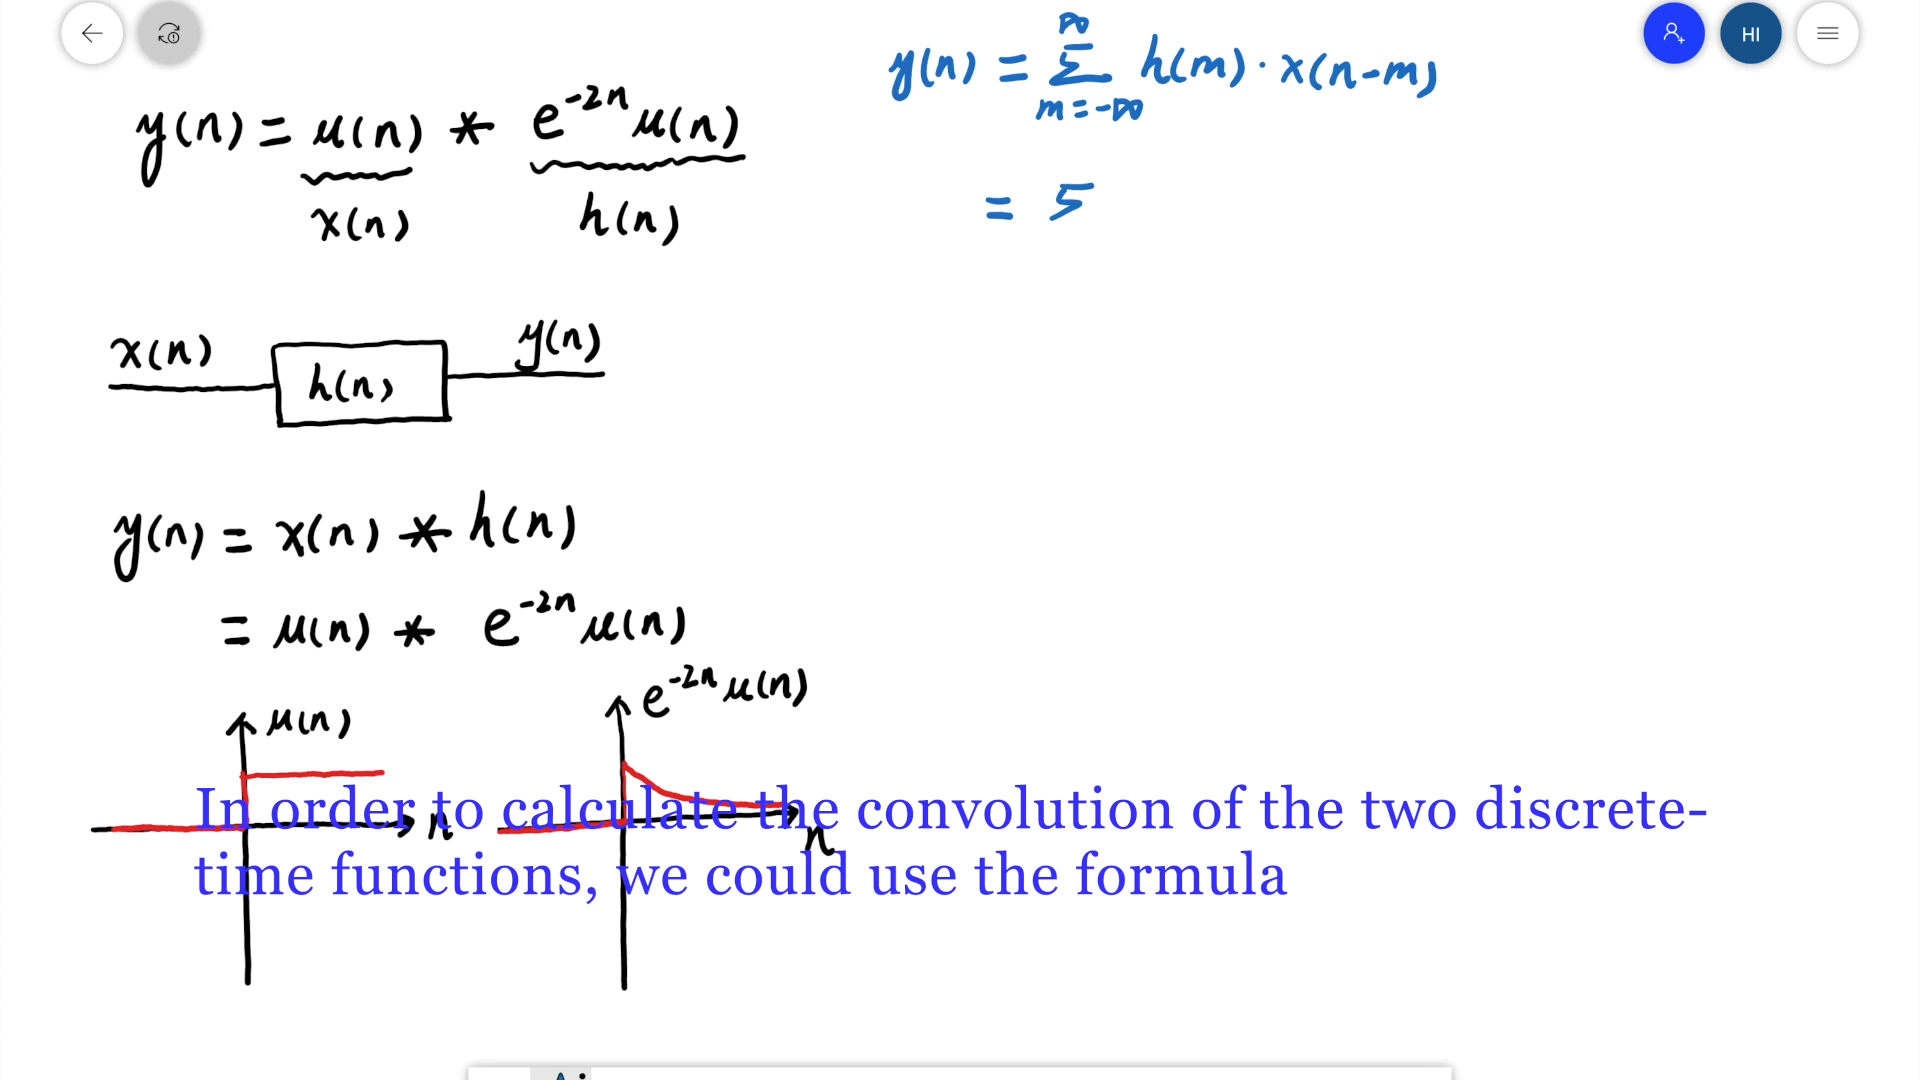 HI
y(n) = u(n) * e^{-2n} u(n)
x(n) h(n)
x(n) h(n) y(n)
y(n) = x(n) * h(n)
= u(n) * e^{-2n} u(n)
u(n)
n
e^{-2n} u(n)
n
y(n) = Σ_{m=-∞}^{∞} h(m) · x(n-m)
=
In order to calculate the convolution of the two discrete-
time functions, we could use the formula